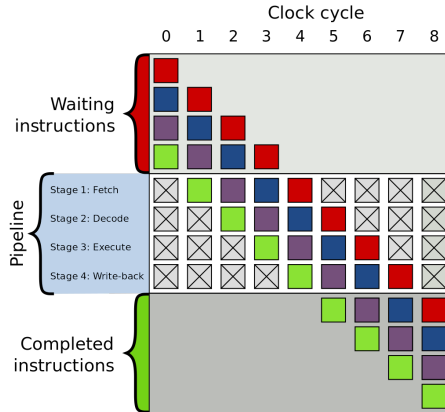 Clock cycle
0 1 2 3 4 5 6 7 8
Waiting
instructions
Pipeline
Stage 1: Fetch
Stage 2: Decode
Stage 3: Execute
Stage 4: Write-back
Completed
instructions